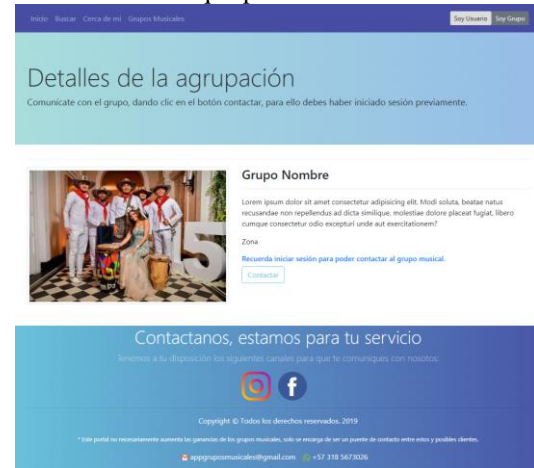 Inicio Buscar Cerca de mi Grupos Musicales Soy Usuario Soy Grupo
Detalles de la agrupación
Comunícate con el grupo, dando clic en el botón contactar, para ello debes haber iniciado sesión previamente.
Grupo Nombre
Lorem ipsum dolor sit amet consectetur adipisicing elit. Modi soluta, beatae natus
recusandae non repellendus ad dicta similique, molestiae dolore placeat fugiat, libero
cumque consectetur odio excepturi unde aut exercitationem?
Zona
Recuerda iniciar sesión para poder contactar al grupo musical.
Contactar
15
Contactanos, estamos para tu servicio
Tenemos a tu disposición los siguientes canales para que te comuniques con nosotos:
Copyright © Todos los derechos reservados. 2019
* Este portal no necesariamente aumenta las ganancias de los grupos musicales, solo se encarga de ser un puente de contacto entre estos y posibles clientes.
appgruposmusicales@gmail.com +57 318 5673026